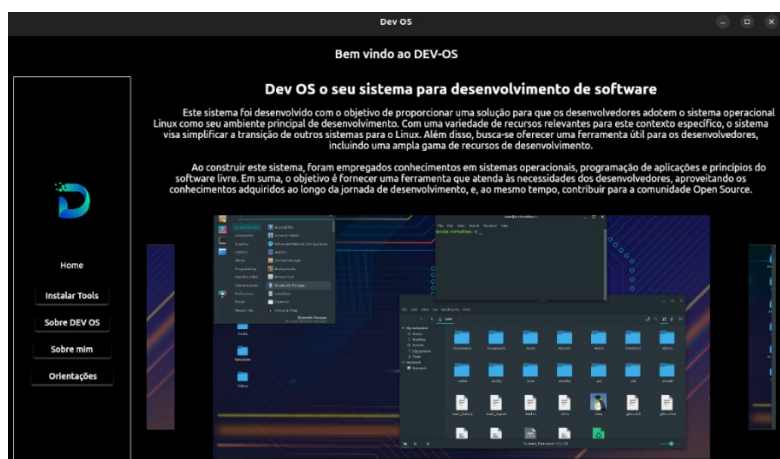 Dev OS
Bem vindo ao DEV-OS
Dev OS o seu sistema para desenvolvimento de software
Este sistema foi desenvolvido com o objetivo de proporcionar uma solução para que os desenvolvedores adotem o sistema operacional
Linux como seu ambiente principal de desenvolvimento. Com uma variedade de recursos relevantes para este contexto específico, o sistema
visa simplificar a transição de outros sistemas para o Linux. Além disso, busca-se oferecer uma ferramenta útil para os desenvolvedores,
incluindo uma ampla gama de recursos de desenvolvimento.
Ao construir este sistema, foram empregados conhecimentos em sistemas operacionais, programação de aplicações e princípios do
software livre. Em suma, o objetivo é fornecer uma ferramenta que atenda às necessidades dos desenvolvedores, aproveitando os
conhecimentos adquiridos ao longo da jornada de desenvolvimento, e, ao mesmo tempo, contribuir para a comunidade Open Source.
Home
Instalar Tools
Sobre DEV OS
Sobre mim
Orientações